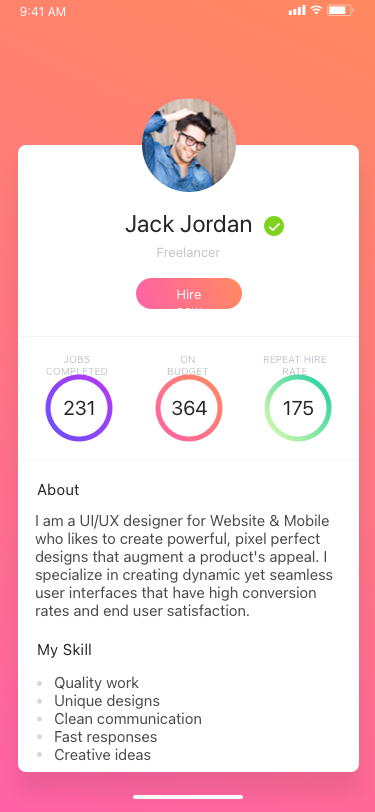 9:41 AM
Jack Jordan
Freelancer
Hire
JOBS
COMPLETED
ON
BUDGET
REPEAT HIRE
RATE
231
364
175
About
I am a UI/UX designer for Website & Mobile
who likes to create powerful, pixel perfect
designs that augment a product's appeal. I
specialize in creating dynamic yet seamless
user interfaces that have high conversion
rates and end user satisfaction.
My Skill
Quality work
Unique designs
Clean communication
Fast responses
Creative ideas